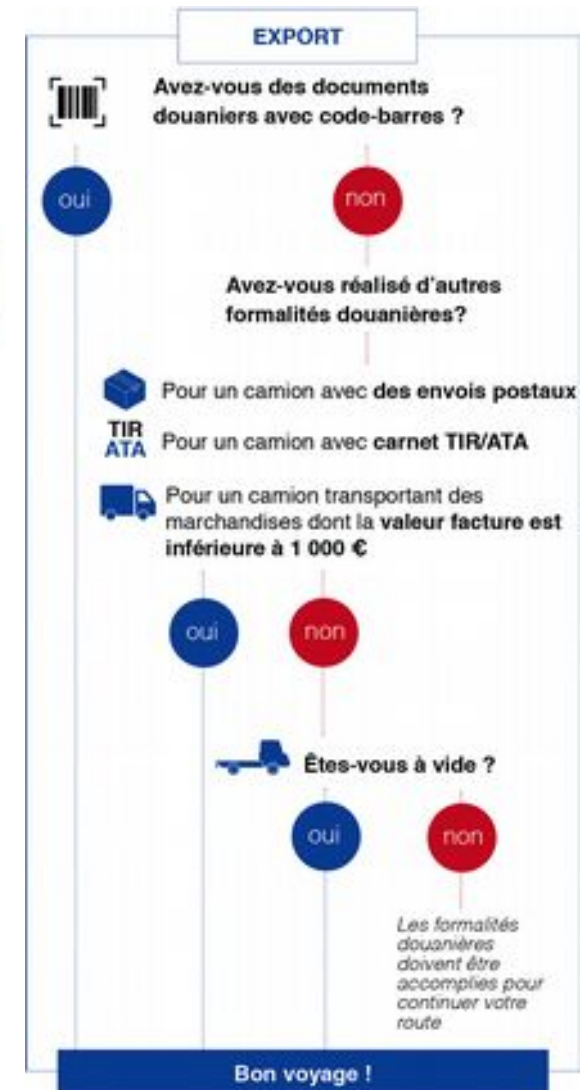 EXPORT
Avez-vous des documents
douaniers avec code-barres ?
oui
non
Avez-vous réalisé d'autres
formalités douanières?
Pour un camion avec des envois postaux
TIR
ATA
Pour un camion avec carnet TIR/ATA
Pour un camion transportant des
marchandises dont la valeur facture est
inférieure à 1 000 €
oui
non
Êtes-vous à vide ?
oui
non
Les formalités
douanières
doivent être
accomplies pour
continuer votre
route
Bon voyage !